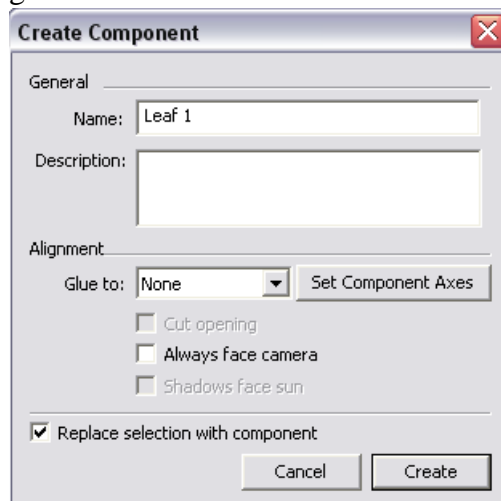 g
Create Component
General
Name: Leaf 1
Description:
Alignment
Glue to: None Set Component Axes
Cut opening
Always face camera
Shadows face sun
Replace selection with component
Cancel Create